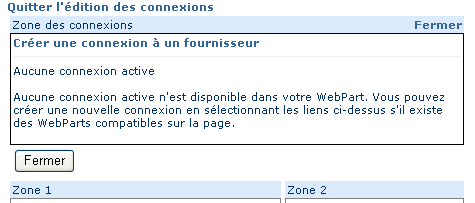 Quitter l'édition des connexions
Zone des connexions Fermer
Créer une connexion à un fournisseur
Aucune connexion active
Aucune connexion active n'est disponible dans votre WebPart. Vous pouvez
créer une nouvelle connexion en sélectionnant les liens ci-dessus s'il existe
des WebParts compatibles sur la page.
Fermer
Zone 1 Zone 2